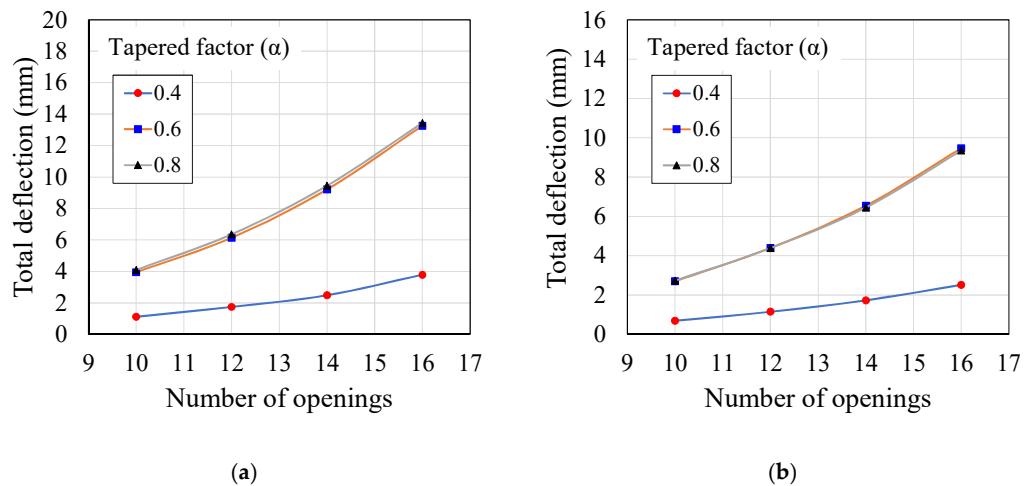 20
18
16
14
12
10
8
6
4
2
0
Total deflection (mm)
Tapered factor (α)
0.4
0.6
0.8
9 10 11 12 13 14 15 16 17
Number of openings
(a)
16
14
12
10
8
6
4
2
0
Total deflection (mm)
Tapered factor (α)
0.4
0.6
0.8
9 10 11 12 13 14 15 16 17
Number of openings
(b)